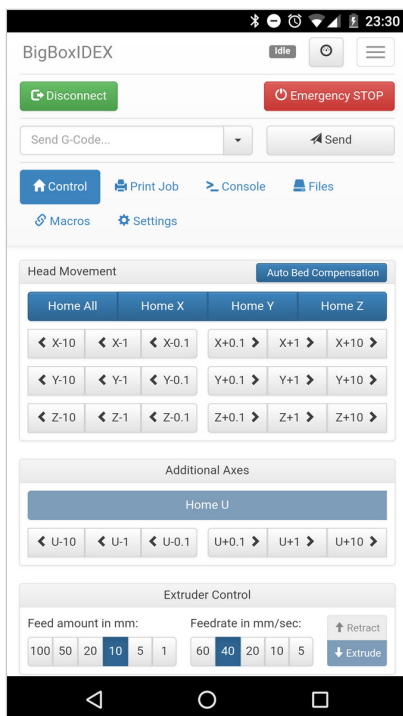 23:30
BigBoxIDEX Idle
Disconnect Emergency STOP
Send G-Code... Send
Control Print Job Console Files
Macros Settings
Head Movement Auto Bed Compensation
Home All Home X Home Y Home Z
X-10 X-1 X-0.1 X+0.1 X+1 X+10
Y-10 Y-1 Y-0.1 Y+0.1 Y+1 Y+10
Z-10 Z-1 Z-0.1 Z+0.1 Z+1 Z+10
Additional Axes
Home U
U-10 U-1 U-0.1 U+0.1 U+1 U+10
Extruder Control
Feed amount in mm: Feedrate in mm/sec: Retract
100 50 20 10 5 1 60 40 20 10 5 Extrude